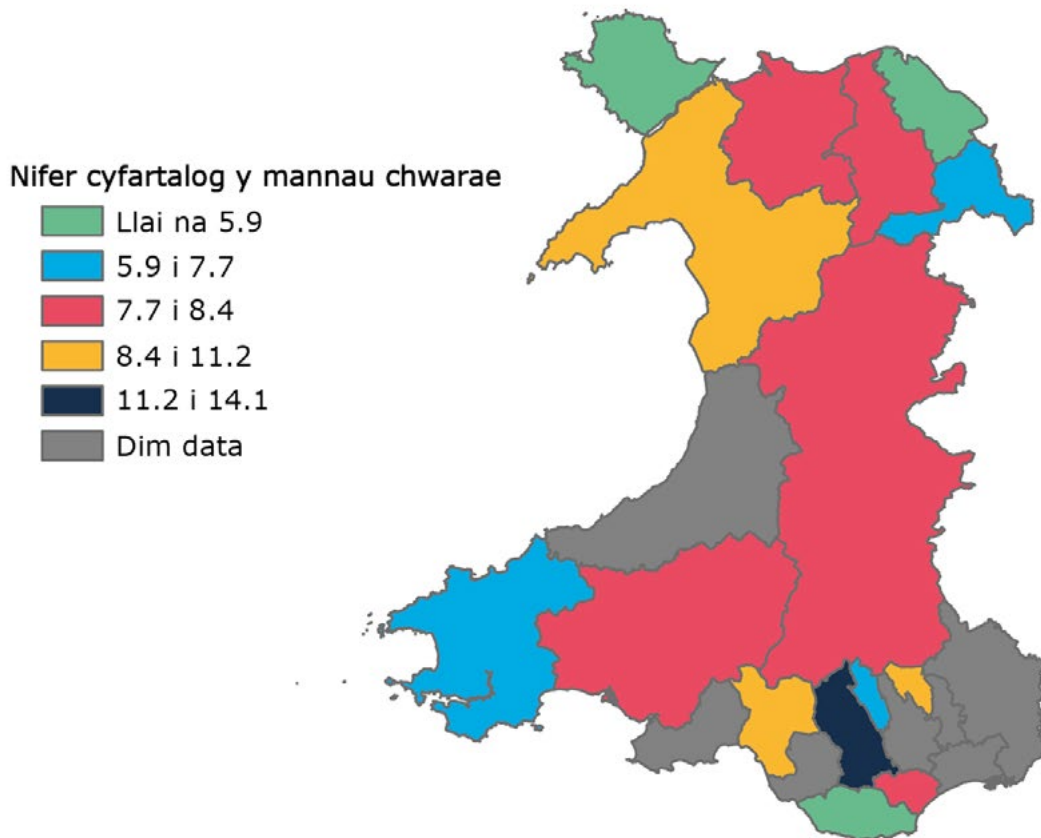 Nifer cyfartalog y mannau chwarae
Llai na 5.9
5.9 i 7.7
7.7 i 8.4
8.4 i 11.2
11.2 i 14.1
Dim data